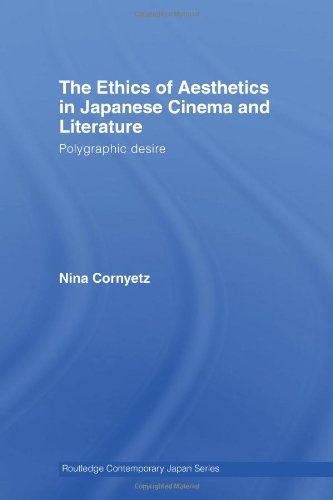 The Ethics of Aesthetics
in Japanese Cinema and
Literature
Polygraphic desire
Nina Cornyetz
Routledge Contemporary Japan Series